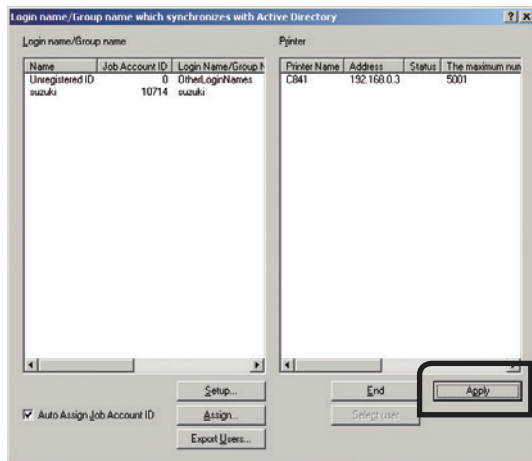 Login name/Group name which synchronizes with Active Directory
Login name/Group name
Printer
Name Job Account ID Login Name/Group N
Unregistered ID 0 OtherLoginNames
suzuki 10714 suzuki
Printer Name Address Status The maximum nun
C841 192.168.0.3 5001
Setup...
End
Apply
Auto Assign Job Account ID
Assign...
Select user
Export Users...